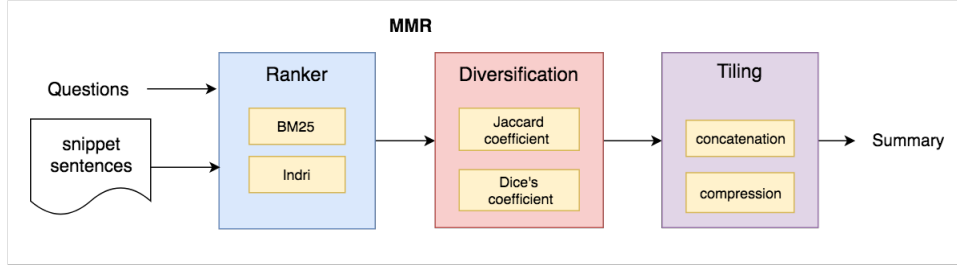 MMR
Questions
snippet
sentences
Ranker
BM25
Indri
Diversification
Jaccard
coefficient
Dice's
coefficient
Tiling
concatenation
compression
Summary